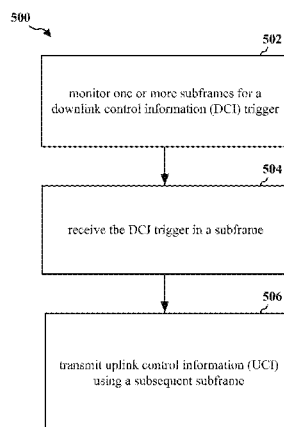 500
502
monitor one or more subframes for a
downlink control information (DCI) trigger
504
receive the DCI trigger in a subframe
506
transmit uplink control information (UCI)
using a subsequent subframe